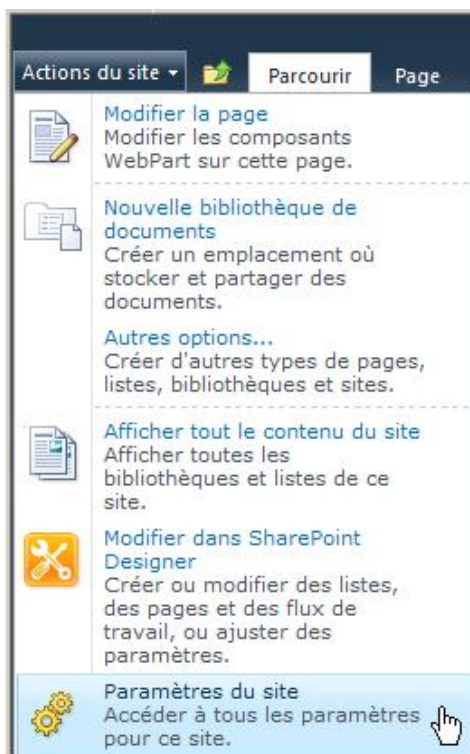 Actions du site Parcourir Page
Modifier la page
Modifier les composants
WebPart sur cette page.
Nouvelle bibliothèque de
documents
Créer un emplacement où
stocker et partager des
documents.
Autres options...
Créer d'autres types de pages,
listes, bibliothèques et sites.
Afficher tout le contenu du site
Afficher toutes les
bibliothèques et listes de ce
site.
Modifier dans SharePoint
Designer
Créer ou modifier des listes,
des pages et des flux de
travail, ou ajuster des
paramètres.
Paramètres du site
Accéder à tous les paramètres
pour ce site.